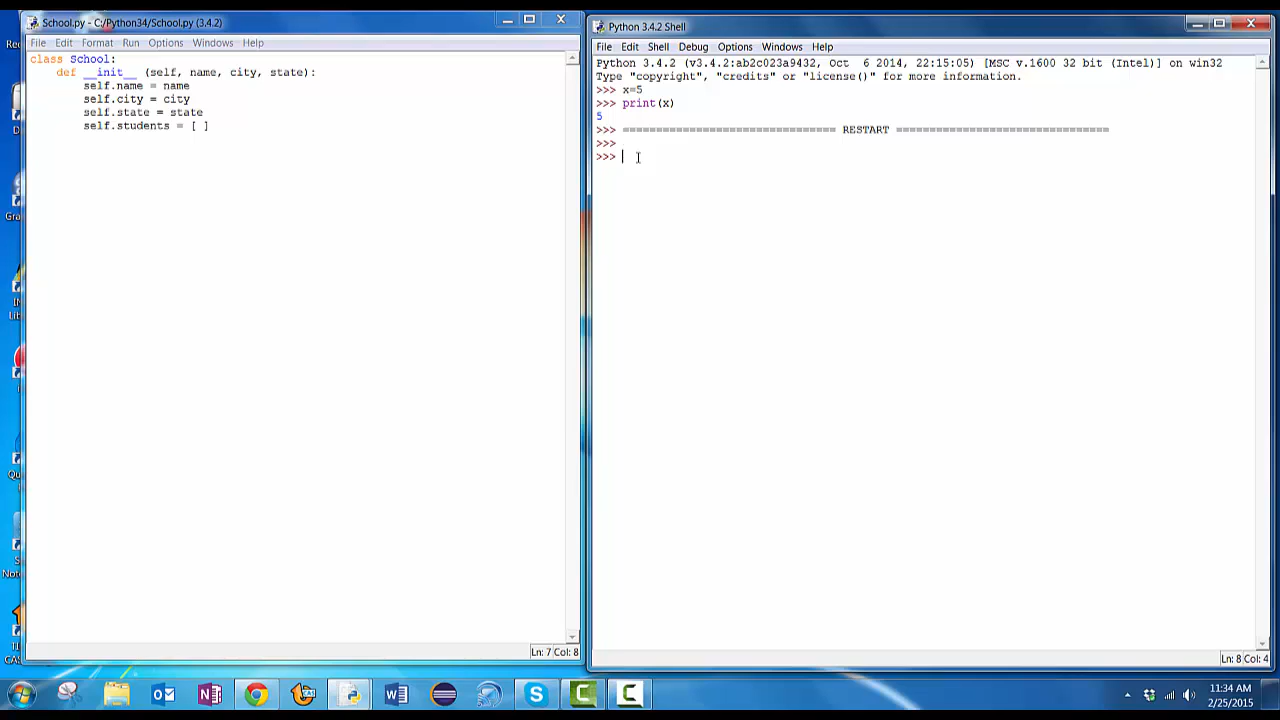 School.py - C:/Python34/School.py (3.4.2)
File Edit Format Run Options Windows Help
class School:
    def __init__ (self, name, city, state):
        self.name = name
        self.city = city
        self.state = state
        self.students = [ ]
Ln: 7 Col: 8
Python 3.4.2 Shell
File Edit Shell Debug Options Windows Help
Python 3.4.2 (v3.4.2:ab2c023a9432, Oct  6 2014, 22:15:05) [MSC v.1600 32 bit (Intel)] on win32
Type "copyright", "credits" or "license()" for more information.
>>> x=5
>>> print(x)
5
>>> ================================ RESTART ================================
>>>
>>>
Ln: 8 Col: 4
11:34 AM
2/25/2015